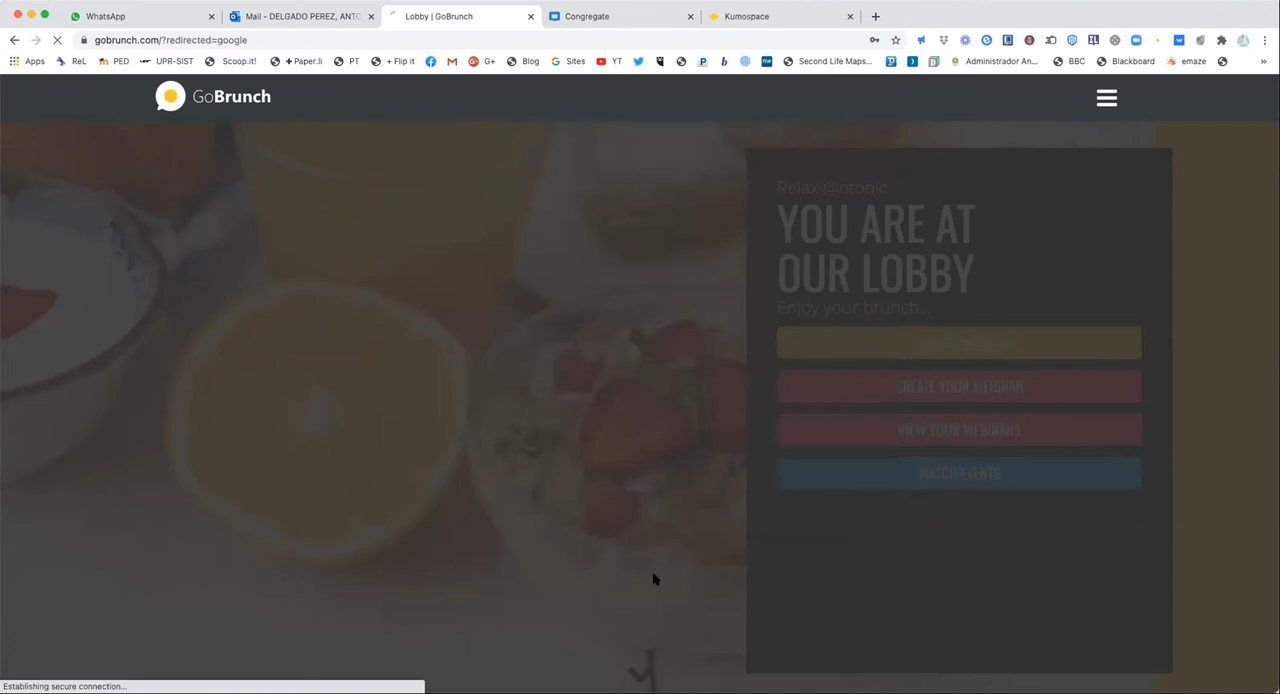 WhatsApp
Mail - DELGADO PEREZ, ANTO
Lobby | GoBrunch
Congregate
Kumospace
gobrunch.com/?redirected=google
Apps
ReL
PED
UPR-SIST
Scoop.it!
+ Paper.li
PT
+ Flip it
G+
Blog
Sites
YT
Second Life Maps...
Administrador An...
BBC
Blackboard
emaze
»
GoBrunch
Relax @ntonic
YOU ARE AT
OUR LOBBY
Enjoy your brunch...
CREATE YOUR WEBINAR
VIEW YOUR WEBINARS
WATCH EVENTS
Establishing secure connection...